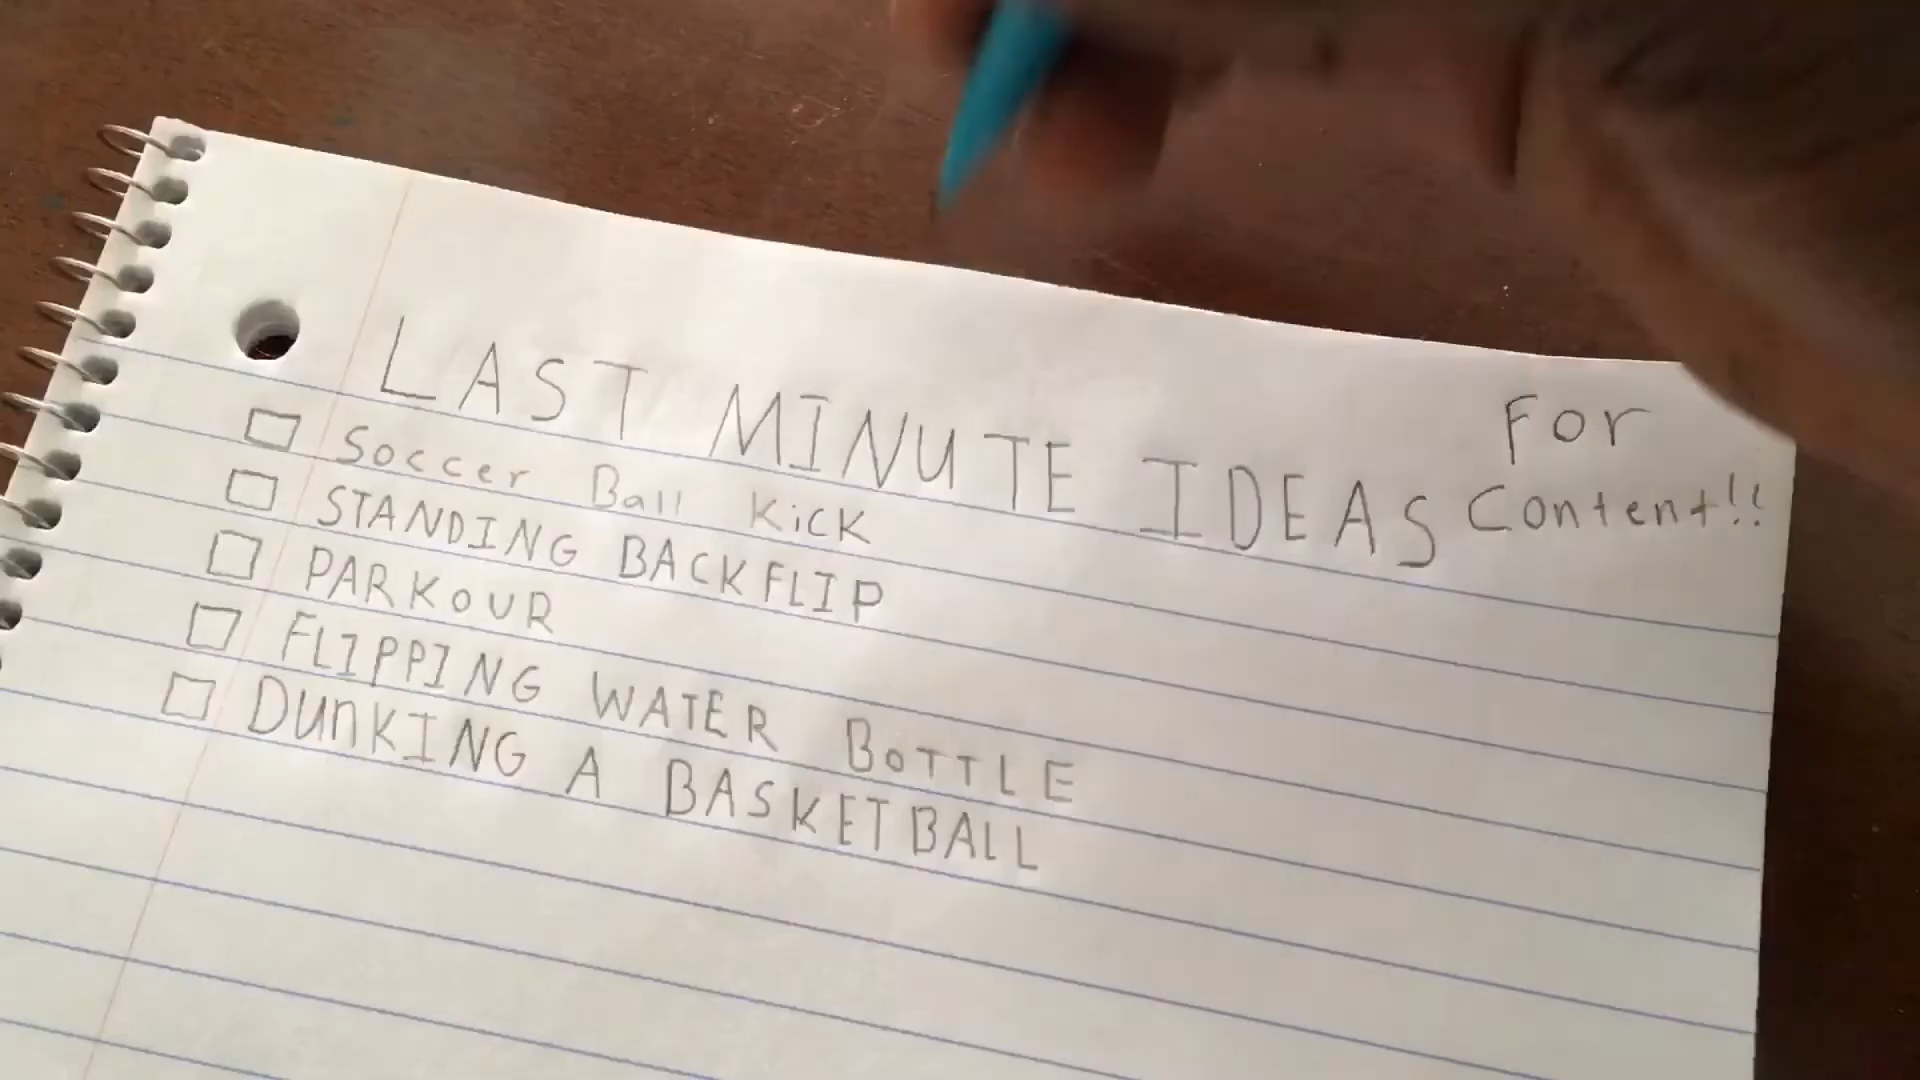 LAST MINUTE IDEAS For Content!!
Soccer Ball Kick
STANDING BACKFLIP
PARKOUR
FLIPPING WATER BOTTLE
DUnKING A BASKETBALL